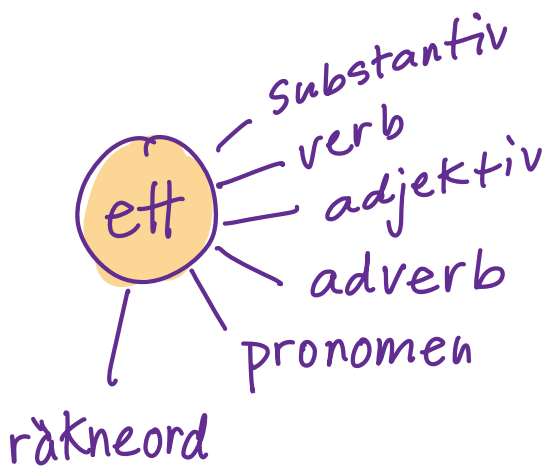 substantiv
verb
adjektiv
ett
adverb
pronomen
räkneord